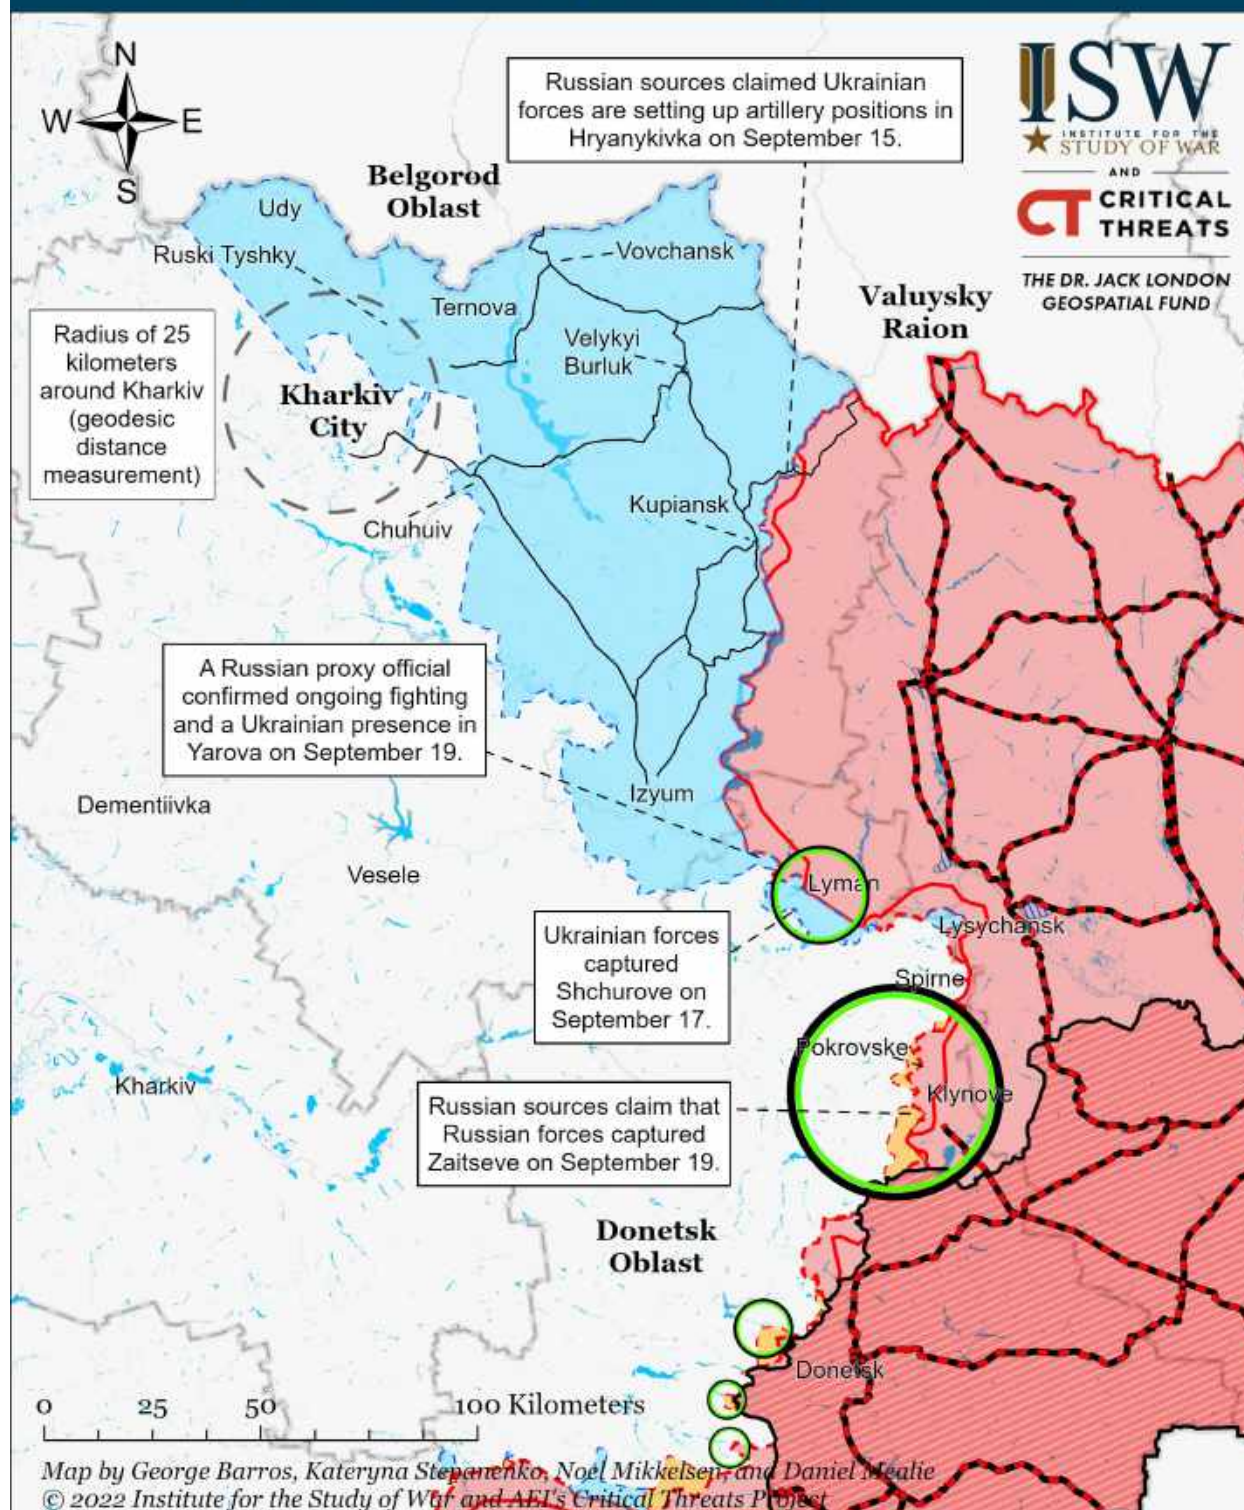 N
W
E
S
Russian sources claimed Ukrainian
forces are setting up artillery positions in
Hryanykivka on September 15.
ISW
INSTITUTE FOR THE
STUDY OF WAR
AND
CT CRITICAL
THREATS
THE DR. JACK LONDON
GEOSPATIAL FUND
Belgorod
Oblast
Udy
Ruski Tyshky
Vovchansk
Ternova
Valuysky
Raion
Velykyi
Burluk
Radius of 25
kilometers
around Kharkiv
(geodesic
distance
measurement)
Kharkiv
City
Kupiansk
Chuhuiv
A Russian proxy official
confirmed ongoing fighting
and a Ukrainian presence in
Yarova on September 19.
Izyum
Dementiivka
Vesele
Lyman
Ukrainian forces
captured
Shchurove on
September 17.
Lysychansk
Spirne
Pokrovske
Kharkiv
Klynove
Russian sources claim that
Russian forces captured
Zaitseve on September 19.
Donetsk
Oblast
Donetsk
0 25 50 100 Kilometers
Map by George Barros, Kateryna Stepanenko, Noel Mikkelsen, and Daniel Mealie
© 2022 Institute for the Study of War and AEI's Critical Threats Project